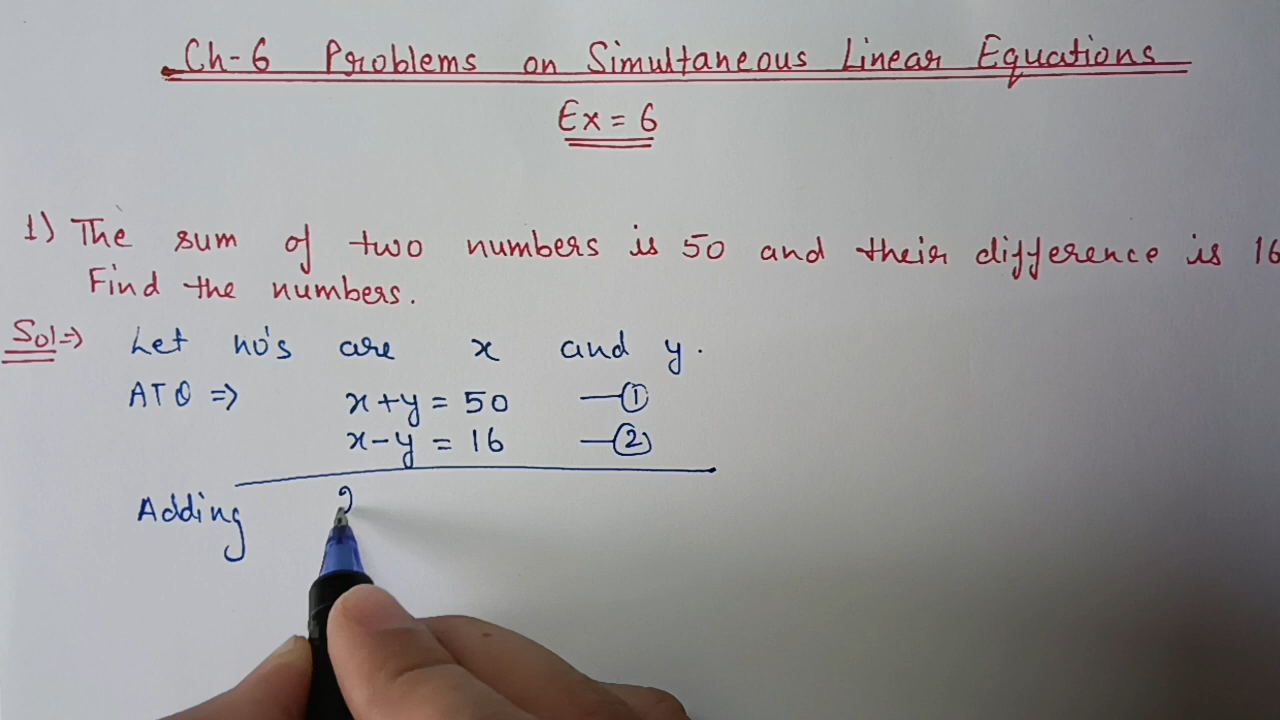 Ch-6 Problems on Simultaneous Linear Equations
Ex = 6
1) The sum of two numbers is 50 and their difference is 16
Find the numbers.
Sol⇒ Let no's are x and y.
ATQ ⇒ x+y = 50 —①
x-y = 16 —②
Adding 2